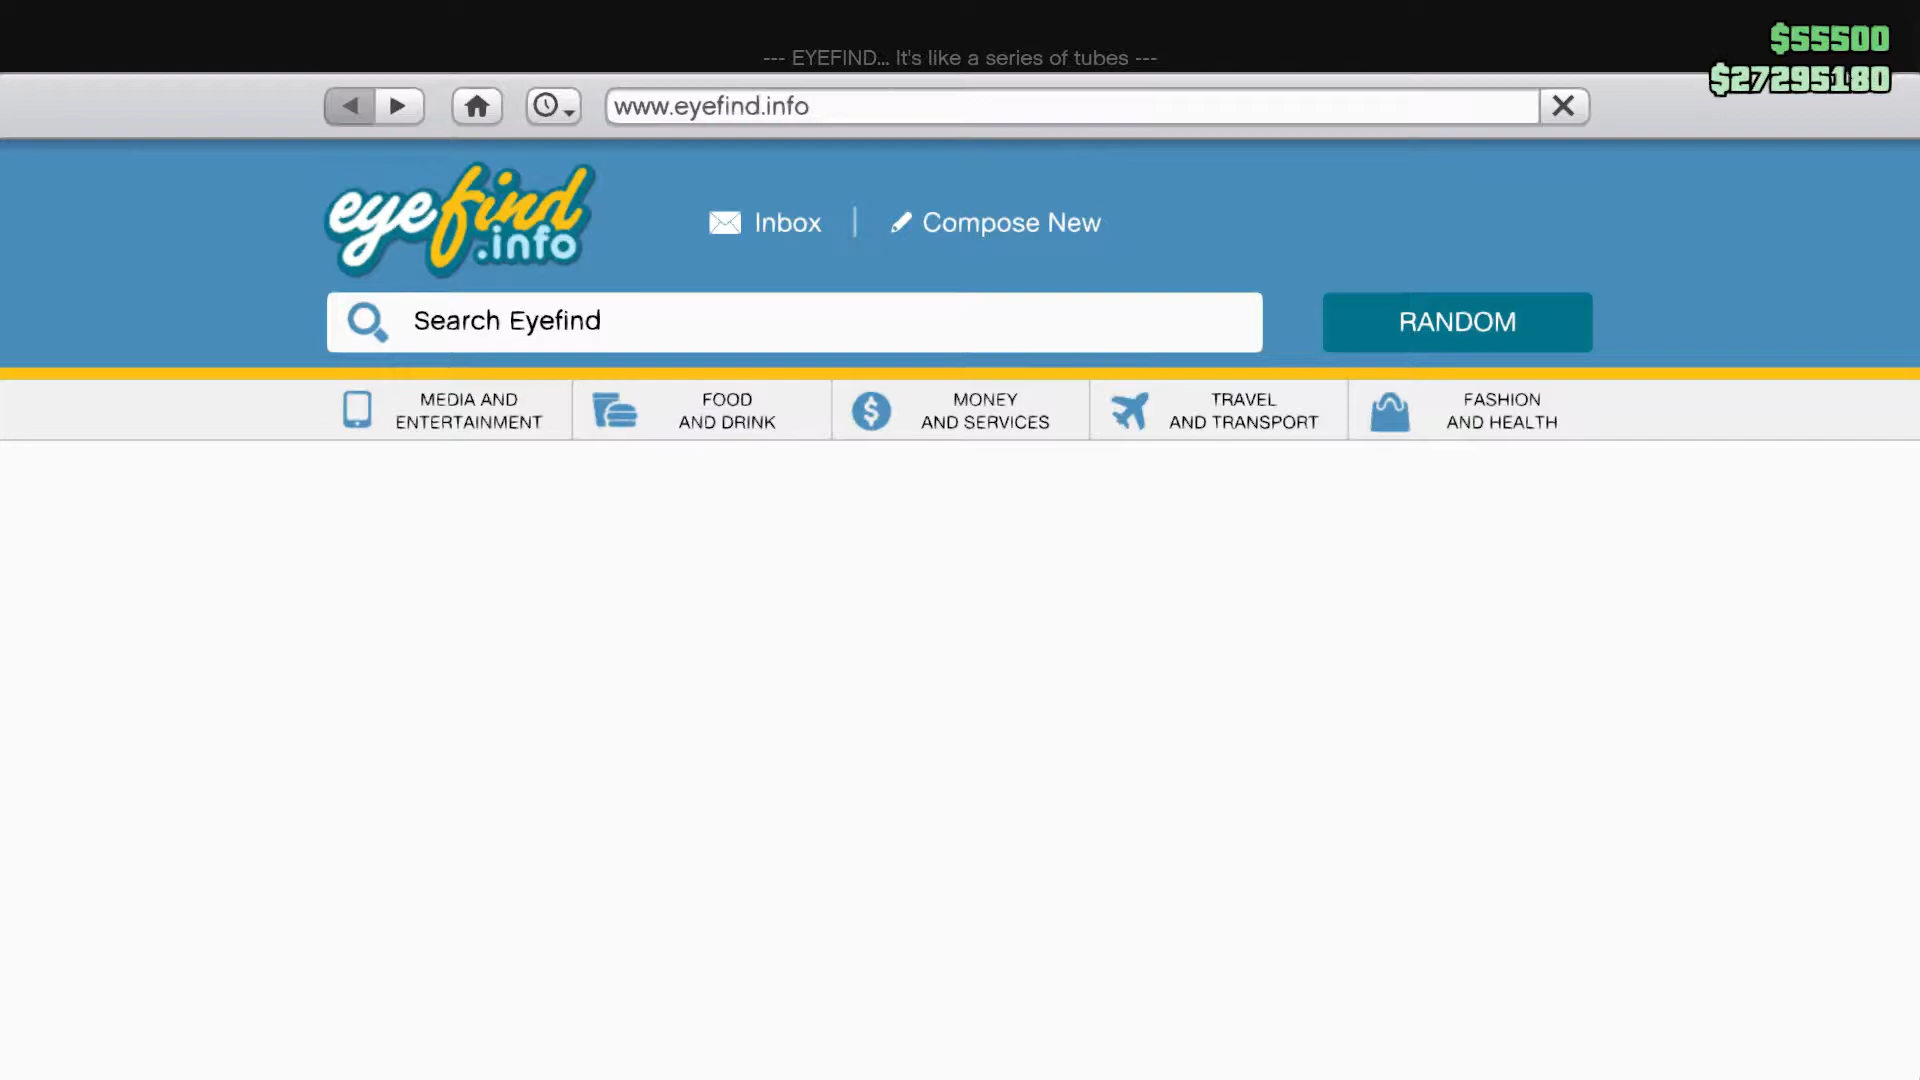 $55500
--- EYEFIND... It's like a series of tubes ---
$27295180
www.eyefind.info
eyefind
.info
Inbox
Compose New
Search Eyefind
RANDOM
MEDIA AND
ENTERTAINMENT
FOOD
AND DRINK
MONEY
AND SERVICES
TRAVEL
AND TRANSPORT
FASHION
AND HEALTH